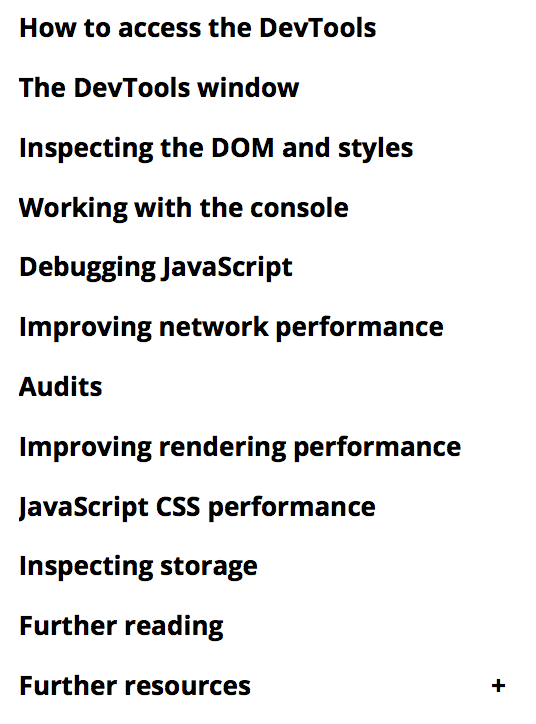 How to access the DevTools
The DevTools window
Inspecting the DOM and styles
Working with the console
Debugging JavaScript
Improving network performance
Audits
Improving rendering performance
JavaScript CSS performance
Inspecting storage
Further reading
Further resources +